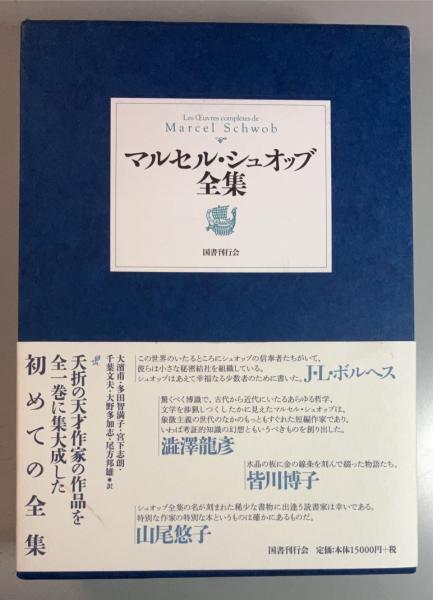 Les Œuvres complètes de
Marcel Schwob
マルセル・シュオッブ
全集
国書刊行会
夭折の天才作家の作品を
全一巻に集大成した
初めての全集
大濱甫・多田智満子・宮下志朗・
千葉文夫・大野多加志・尾方邦雄◆訳
この世界のいたるところにシュオッブの信奉者たちがいて、
彼らは小さな秘密結社を組織している。
シュオッブはあえて幸福なる少数者のために書いた。
J・L・ボルヘス
驚くべく博識で、古代から近代にいたるあらゆる哲学、
文学を渉猟しつくしたかに見えたマルセル・シュオッブは、
象徴主義の世代のなかのもっともすぐれた短編作家であり、
いわば考証的知識の幻想ともいうべきものを創り出した。
澁澤龍彥
水晶の板に金の線条を刻んで綴った物語たち。
皆川博子
シュオッブ全集の名が刻まれた稀少な書物に出逢う読書家は幸いである。
特別な作家の特別な本というものは確かにあるものだ。
山尾悠子
国書刊行会 定価:本体15000円+税